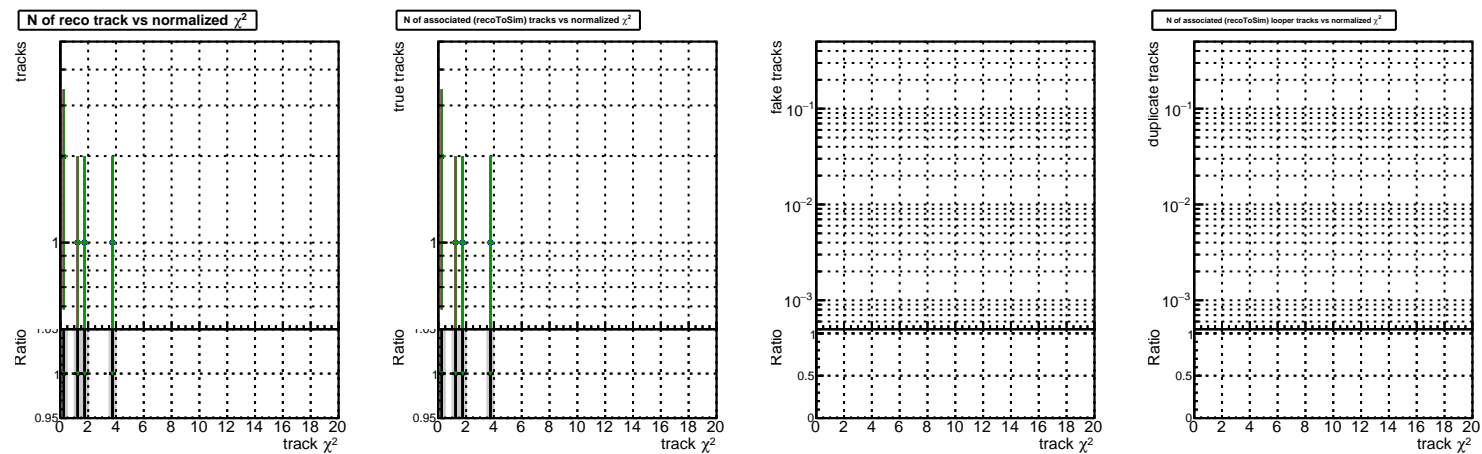 N of reco track vs normalized χ²
tracks
1
1.05
Ratio
1
0.95
0 2 4 6 8 10 12 14 16 18 20
track χ²
N of associated (recoToSim) tracks vs normalized χ²
true tracks
1
1.05
Ratio
1
0.95
0 2 4 6 8 10 12 14 16 18 20
track χ²
fake tracks
10⁻¹
10⁻²
10⁻³
Ratio
1
0.5
0
0 2 4 6 8 10 12 14 16 18 20
track χ²
N of associated (recoToSim) looper tracks vs normalized χ²
duplicate tracks
10⁻¹
10⁻²
10⁻³
Ratio
1
0.5
0
0 2 4 6 8 10 12 14 16 18 20
track χ²